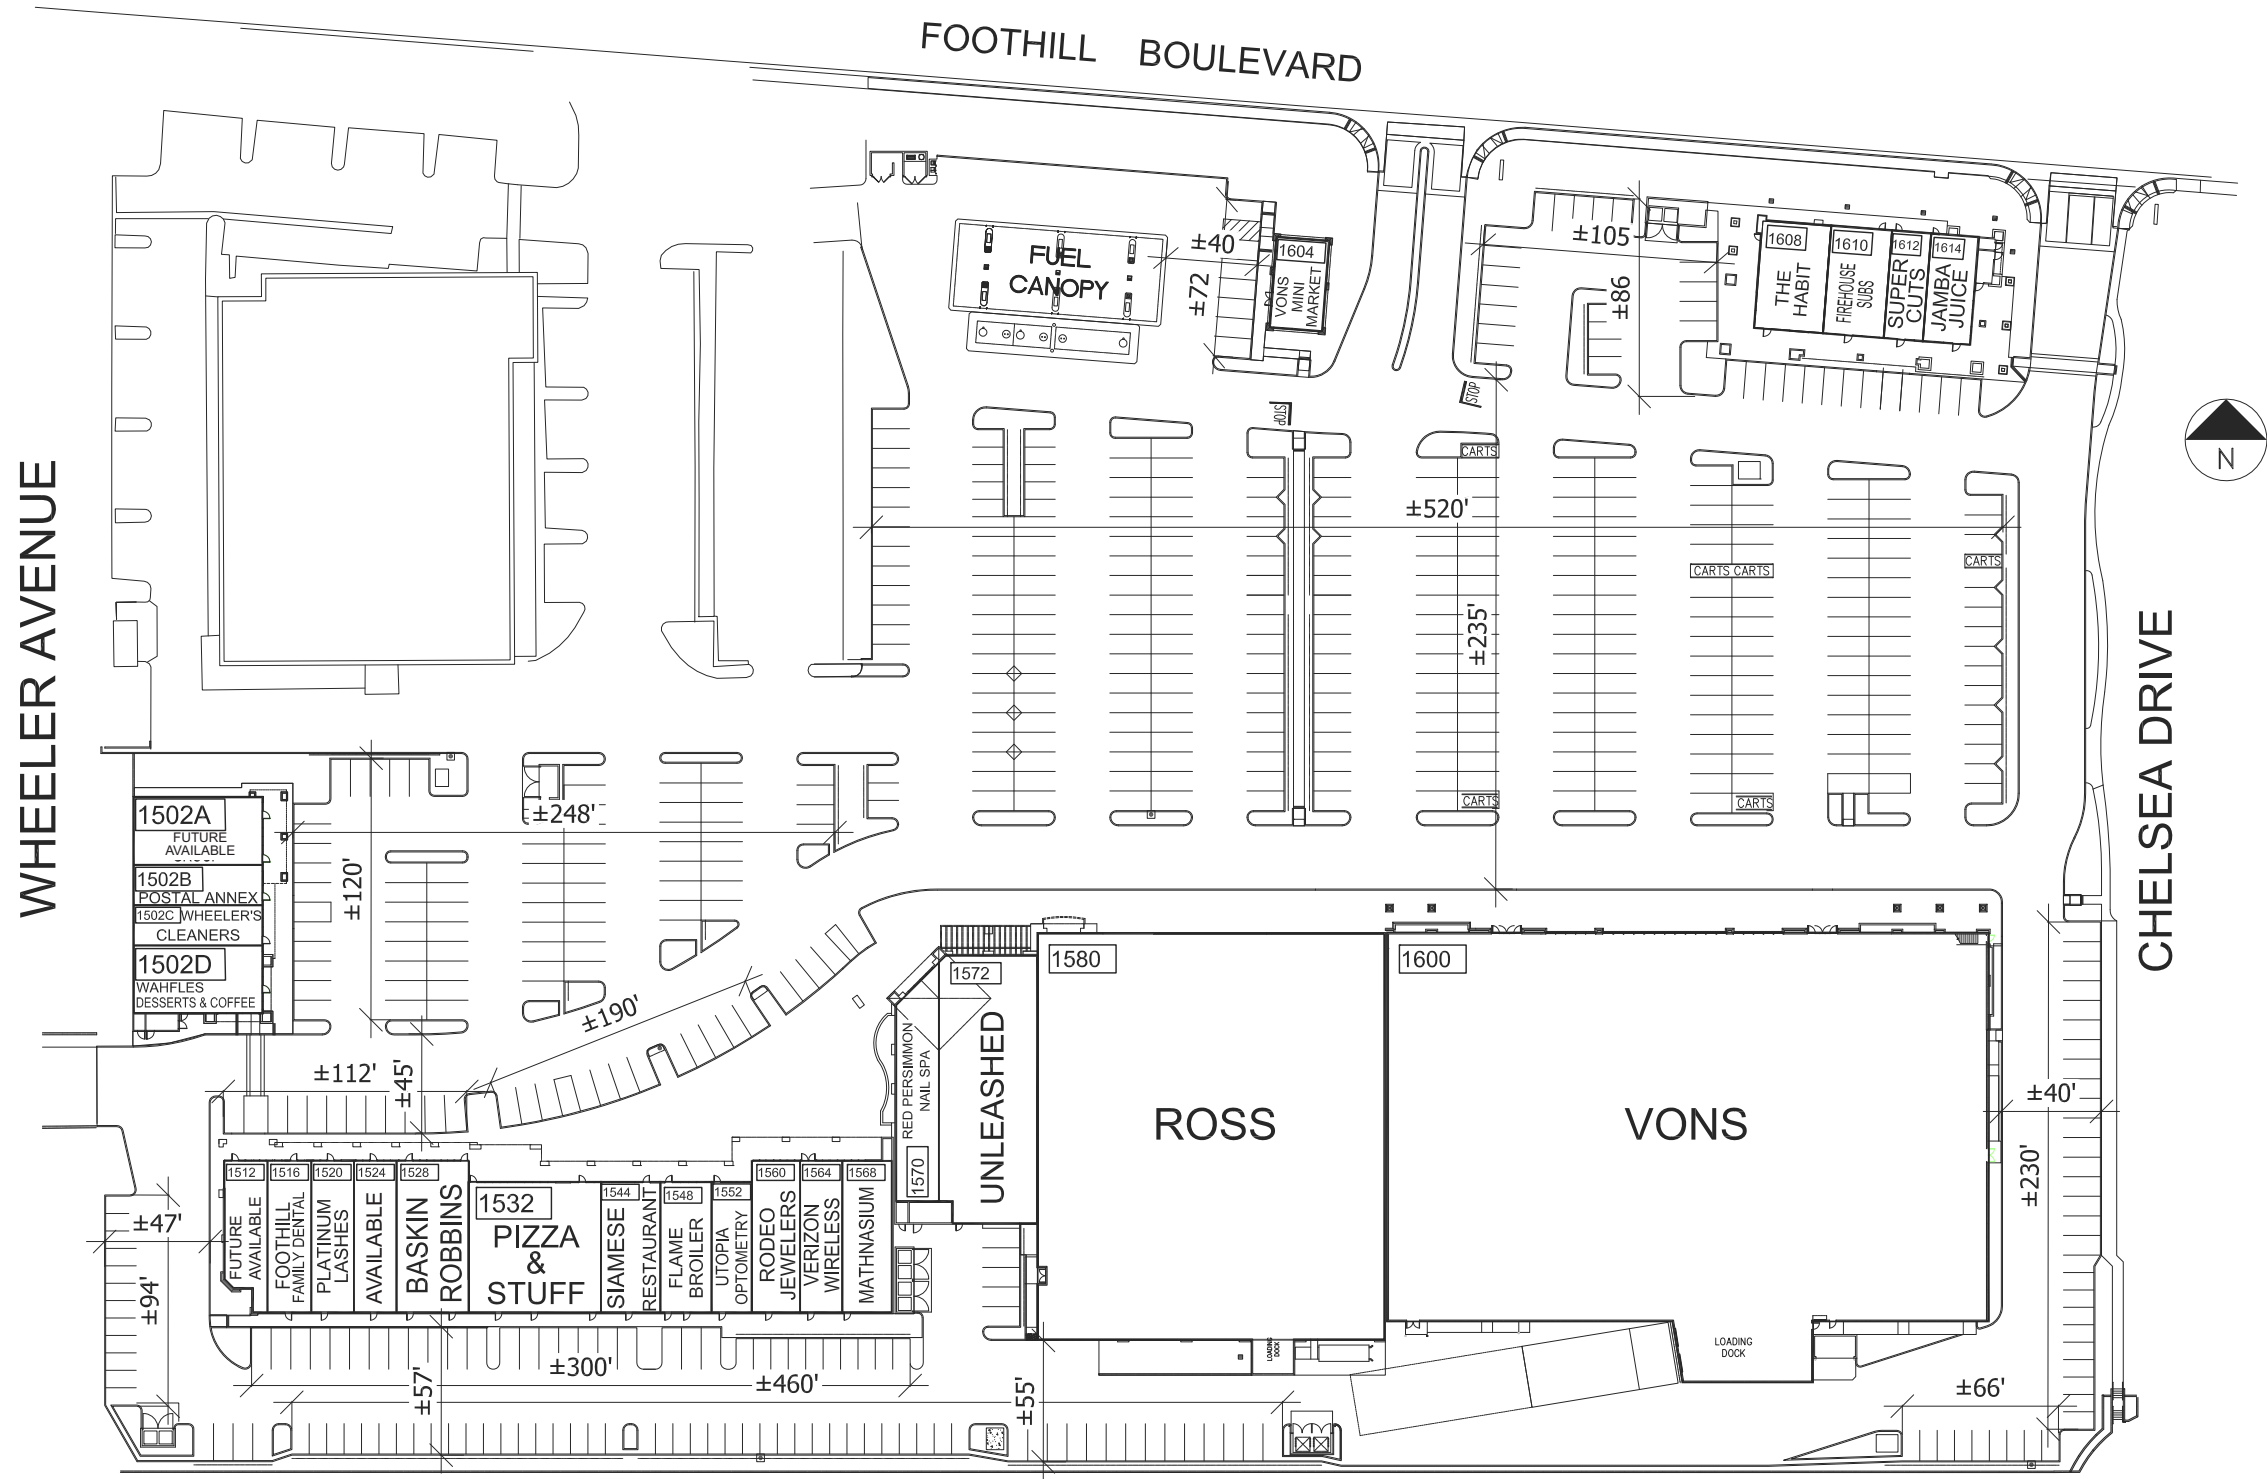 FOOTHILL BOULEVARD
WHEELER AVENUE
CHELSEA DRIVE
N
FUEL
CANOPY
±40
±72
1604
VONS
MINI
MARKET
±105
±86
1608
THE
HABIT
1610
FIREHOUSE
SUBS
1612
SUPER
CUTS
1614
JAMBA
JUICE
STOP
STOP
CARTS
±520'
CARTS CARTS
CARTS
±235'
CARTS
CARTS
1502A
FUTURE
AVAILABLE
1502B
POSTAL ANNEX
1502C WHEELER'S
CLEANERS
1502D
WAHFLES
DESSERTS & COFFEE
±248'
±120'
±190'
±112'
±45'
1572
UNLEASHED
RED PERSIMMON
NAIL SPA
1570
1580
ROSS
1600
VONS
±40'
±230'
±47'
±94'
1512
FUTURE
AVAILABLE
1516
FOOTHILL
FAMILY DENTAL
1520
PLATINUM
LASHES
1524
AVAILABLE
1528
BASKIN
ROBBINS
1532
PIZZA
&
STUFF
1544
SIAMESE
RESTAURANT
1548
FLAME
BROILER
1552
UTOPIA
OPTOMETRY
1560
RODEO
JEWELERS
1564
VERIZON
WIRELESS
1568
MATHNASIUM
LOADING
DOCK
LOADING
DOCK
±300'
±460'
±57'
±55'
±66'